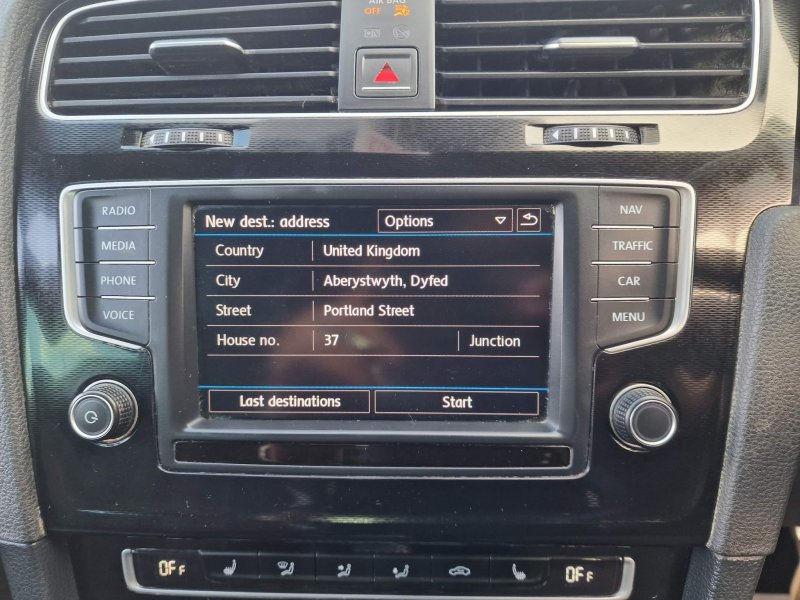 AIR BAG
OFF
ON
RADIO
MEDIA
PHONE
VOICE
New dest.: address Options
Country United Kingdom
City Aberystwyth, Dyfed
Street Portland Street
House no. 37 Junction
Last destinations Start
NAV
TRAFFIC
CAR
MENU
OFF OFF